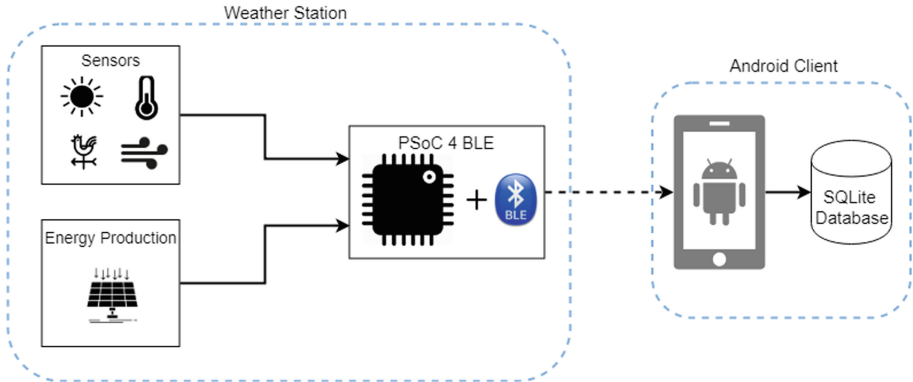 Weather Station
Sensors
Android Client
PSoC 4 BLE
+
BLE
SQLite
Database
Energy Production